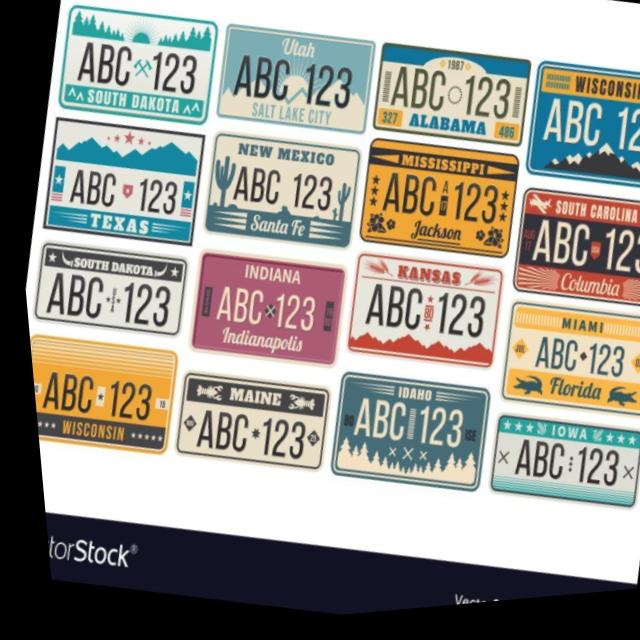 ABC 123
SOUTH DAKOTA
Utah
ABC 123
SALT LAKE CITY
1987
ABC 123
327 ALABAMA 486
WISCONSIN
ABC 12
ABC 123
TEXAS
NEW MEXICO
ABC 123
Santa Fe
MISSISSIPPI
ABC 123
Jackson
SOUTH CAROLINA
ABC 123
Columbia
SOUTH DAKOTA
ABC 123
INDIANA
ABC 123
Indianapolis
KANSAS
ABC 80 123
MIAMI
ABC 123
Florida
ABC 123
WISCONSIN
MAINE
ABC 123
IDAHO
ABC 123
IOWA
ABC 123
torStock®